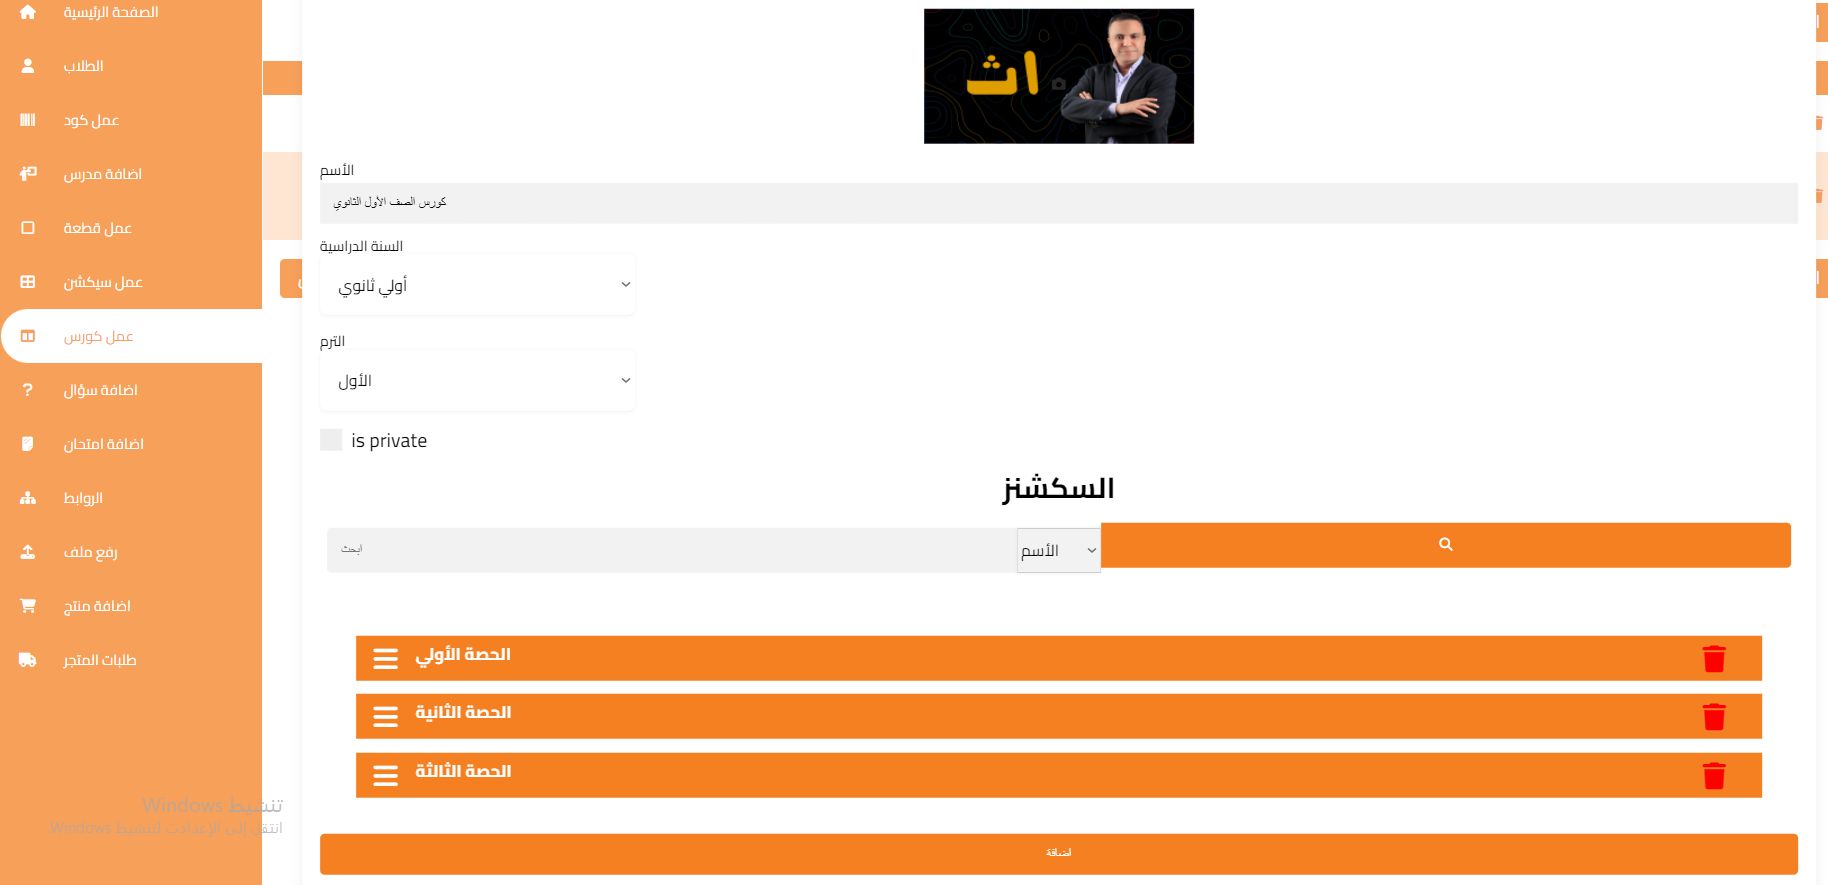 الصفحة الرئيسية
الطلاب
عمل كود
اضافة مدرس
عمل قطعة
عمل سيكشن
عمل كورس
اضافة سؤال
اضافة امتحان
الروابط
رفع ملف
اضافة منتج
طلبات المتجر
اث
الأسم
كورس الصف الأول الثانوي
السنة الدراسية
أولي ثانوي
الترم
الأول
is private
السكشنز
ابحث
الأسم
الحصة الأولي
الحصة الثانية
الحصة الثالثة
اضافة
تنشيط Windows
انتقل إلى الإعدادات لتنشيط Windows